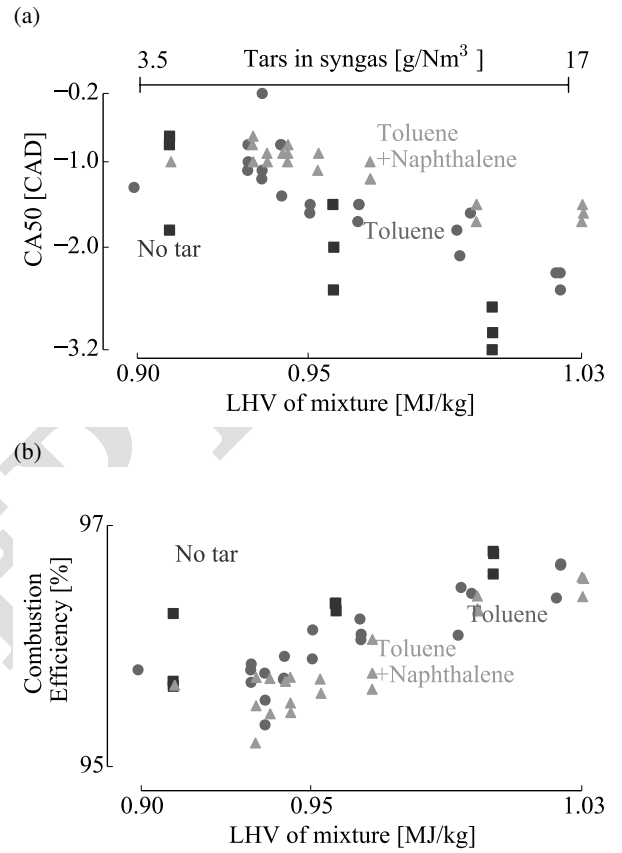 (a)
3.5 Tars in syngas [g/Nm³ ] 17
−0.2
Toluene
+Naphthalene
−1.0
CA50 [CAD]
Toluene
No tar
−2.0
−3.2
0.90 0.95 1.03
LHV of mixture [MJ/kg]
(b)
97
No tar
Toluene
Toluene
+Naphthalene
Combustion
Efficiency [%]
95
0.90 0.95 1.03
LHV of mixture [MJ/kg]